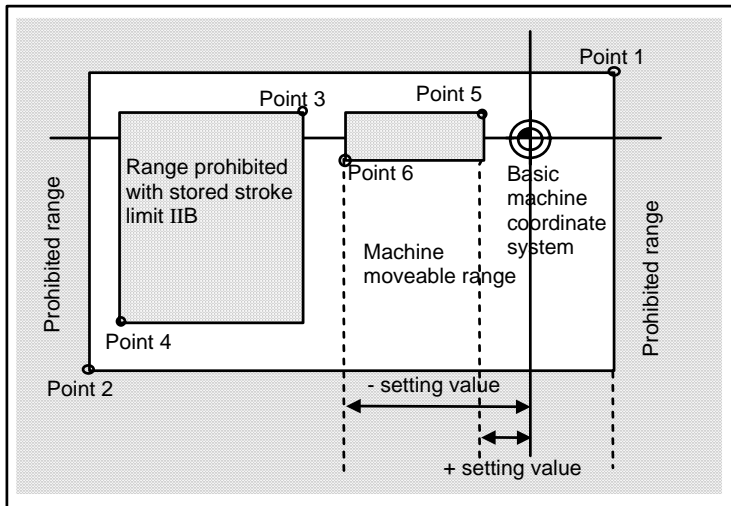 Point 1
Point 3
Point 5
Range prohibited
with stored stroke
limit IIB
Point 6
Basic
machine
coordinate
system
Machine
moveable range
Prohibited range
Prohibited range
Point 4
Point 2
- setting value
+ setting value